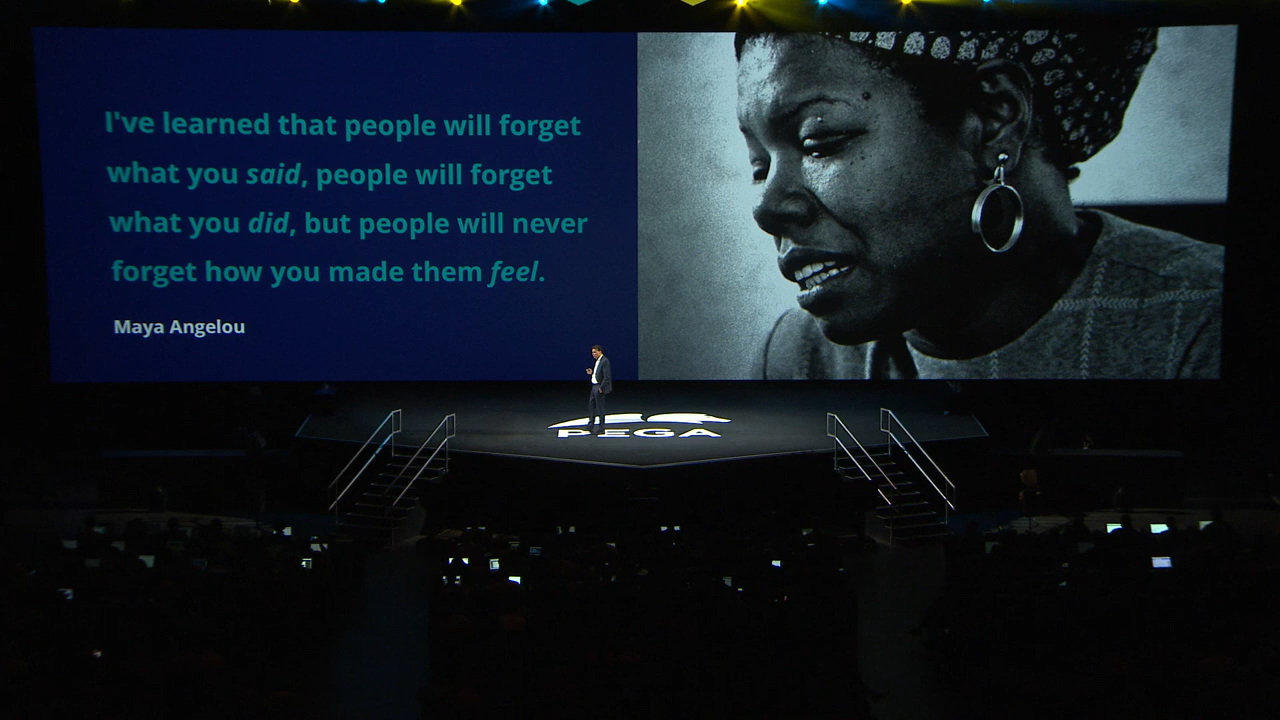 I've learned that people will forget
what you said, people will forget
what you did, but people will never
forget how you made them feel.
Maya Angelou
PEGA